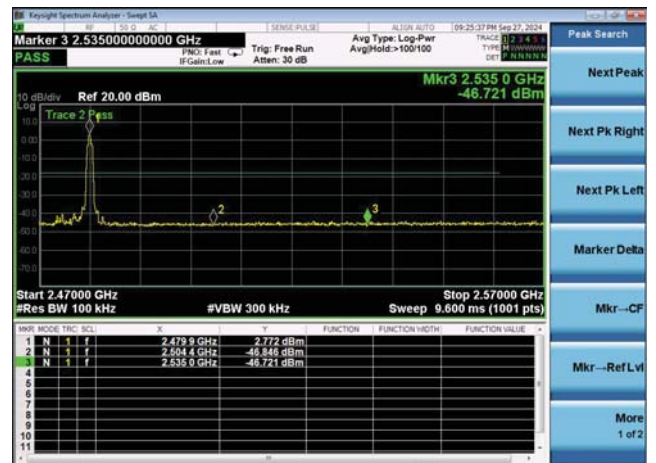 Keysight Spectrum Analyzer - Swept SA
RF 50 Ω AC SENSE:PULSE ALIGN AUTO 09:25:37 PM Sep 27, 2024
Marker 3 2.535000000000 GHz
PNO: Fast
IFGain:Low
Trig: Free Run
Atten: 30 dB
Avg Type: Log-Pwr
Avg|Hold:>100/100
TRACE 1 2 3 4 5 6
TYPE
DET P N N N N N
PASS
Mkr3 2.535 0 GHz
-46.721 dBm
10 dB/div Ref 20.00 dBm
Log
Trace 2 Pass
10.0
0.00
-10.0
-20.0
-30.0
-40.0
-50.0
-60.0
-70.0
1
2
3
Start 2.47000 GHz Stop 2.57000 GHz
#Res BW 100 kHz #VBW 300 kHz Sweep 9.600 ms (1001 pts)
MKR MODE TRC SCL X Y FUNCTION FUNCTION WIDTH FUNCTION VALUE
1 N 1 f 2.479 9 GHz 2.772 dBm
2 N 1 f 2.504 4 GHz -46.846 dBm
3 N 1 f 2.535 0 GHz -46.721 dBm
4
5
6
7
8
9
10
11
Peak Search
Next Peak
Next Pk Right
Next Pk Left
Marker Delta
Mkr→CF
Mkr→Ref Lvl
More
1 of 2